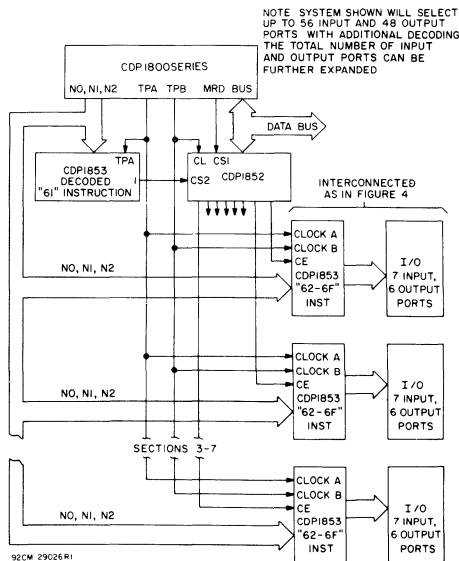 NOTE SYSTEM SHOWN WILL SELECT
UP TO 56 INPUT AND 48 OUTPUT
PORTS WITH ADDITIONAL DECODING
THE TOTAL NUMBER OF INPUT
AND OUTPUT PORTS CAN BE
FURTHER EXPANDED
CDP1800SERIES
NO, N1, N2 TPA TPB MRD BUS
DATA BUS
TPA
CDP1853
DECODED
"61" INSTRUCTION
1
CL CS1
CS2
CDP1852
INTERCONNECTED
AS IN FIGURE 4
NO, N1, N2
CLOCK A
CLOCK B
CE
CDP1853
"62-6F"
INST
I/O
7 INPUT,
6 OUTPUT
PORTS
NO, N1, N2
CLOCK A
CLOCK B
CE
CDP1853
"62-6F"
INST
I/O
7 INPUT,
6 OUTPUT
PORTS
SECTIONS 3-7
NO, N1, N2
CLOCK A
CLOCK B
CE
CDP1853
"62-6F"
INST
I/O
7 INPUT,
6 OUTPUT
PORTS
92CM 29026R1